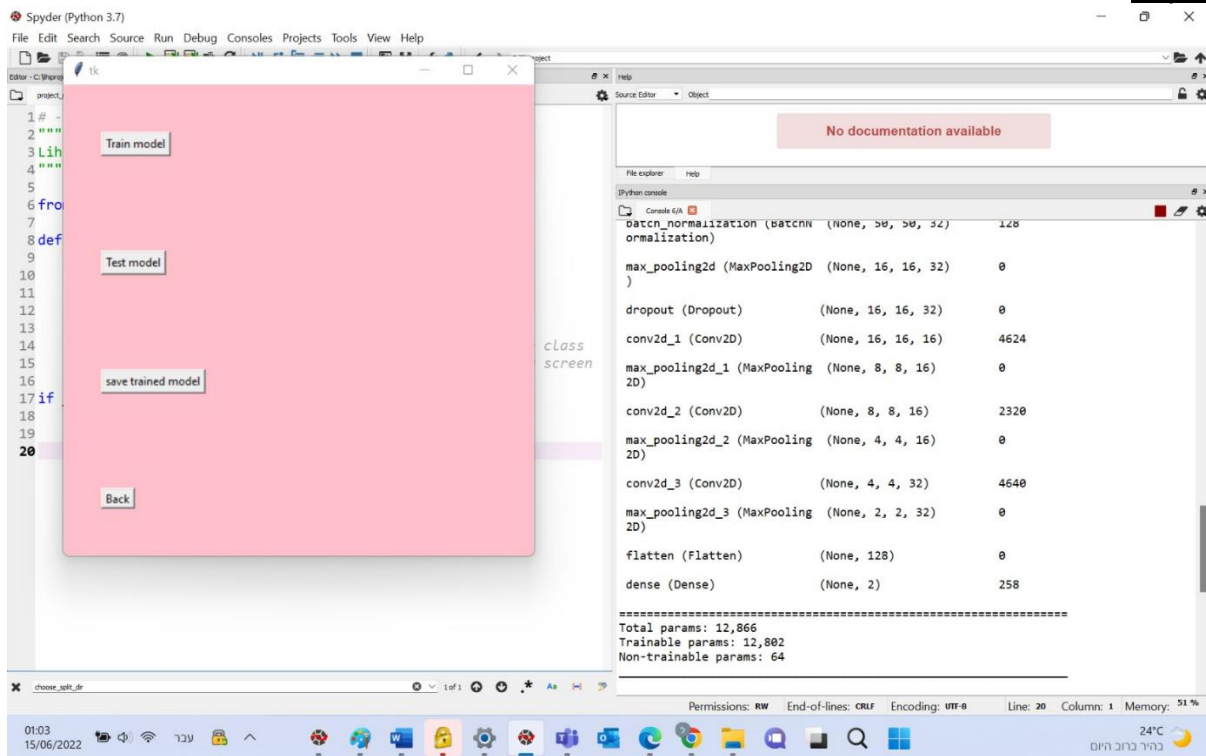 Spyder (Python 3.7)
File Edit Search Source Run Debug Consoles Projects Tools View Help
tk
Train model
Test model
save trained model
Back
1 # -
2 """
3 Lih
4 """
5
6 fro
7
8 def
9
10
11
12
13
14 class
15 screen
16
17 if
18
19
20
choose_split_dir
1 of 1
Aa
Help
Source Editor Object
No documentation available
File explorer Help
IPython console
Console 6/A
batch_normalization (BatchN (None, 50, 50, 32) 128
ormalization)
max_pooling2d (MaxPooling2D (None, 16, 16, 32) 0
)
dropout (Dropout) (None, 16, 16, 32) 0
conv2d_1 (Conv2D) (None, 16, 16, 16) 4624
max_pooling2d_1 (MaxPooling (None, 8, 8, 16) 0
2D)
conv2d_2 (Conv2D) (None, 8, 8, 16) 2320
max_pooling2d_2 (MaxPooling (None, 4, 4, 16) 0
2D)
conv2d_3 (Conv2D) (None, 4, 4, 32) 4640
max_pooling2d_3 (MaxPooling (None, 2, 2, 32) 0
2D)
flatten (Flatten) (None, 128) 0
dense (Dense) (None, 2) 258
=================================================================
Total params: 12,866
Trainable params: 12,802
Non-trainable params: 64
Permissions: RW End-of-lines: CRLF Encoding: UTF-8 Line: 20 Column: 1 Memory: 51 %
01:03
15/06/2022
עבר
24°C
בהיר ברוב היום